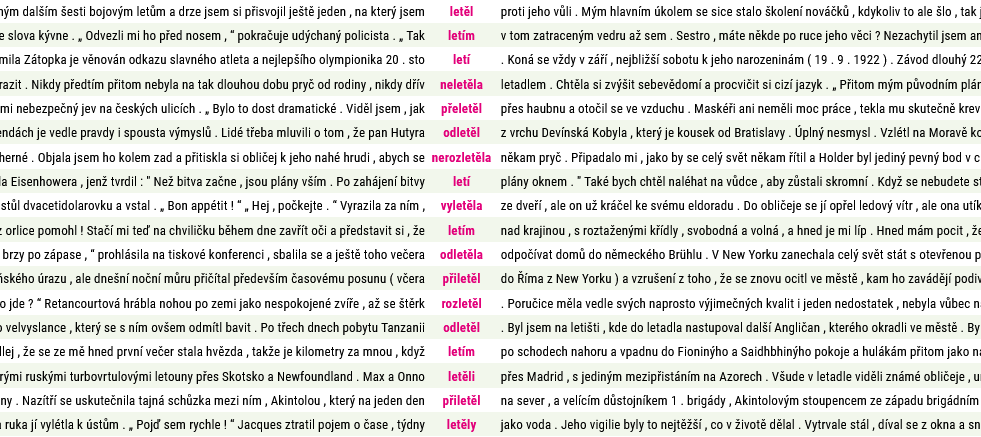 ným dalším šesti bojovým letům a drze jsem si přisvojil ještě jeden , na který jsem letěl proti jeho vůli . Mým hlavním úkolem se sice stalo školení nováčků , kdykoliv to ale šlo , tak
e slova kývne . „ Odvezli mi ho před nosem , “ pokračuje udýchaný policista . „ Tak letím v tom zatraceným vedru až sem . Sestro , máte někde po ruce jeho věci ? Nezachytil jsem
mila Zátopka je věnován odkazu slavného atleta a nejlepšího olympionika 20 . sto letí . Koná se vždy v září , nejbližší sobotu k jeho narozeninám ( 19 . 9 . 1922 ) . Závod dlouhý 22
razit . Nikdy předtím přitom nebyla na tak dlouhou dobu pryč od rodiny , nikdy dřív neletěla letadlem . Chtěla si zvýšit sebevědomí a procvičit si cizí jazyk . „ Přitom mým původním
mi nebezpečný jev na českých ulicích . „ Bylo to dost dramatické . Viděl jsem , jak přeletěl přes haubnu a otočil se ve vzduchu . Maskéři ani neměli moc práce , tekla mu skutečně krev
endách je vedle pravdy i spousta výmyslů . Lidé třeba mluvili o tom , že pan Hutyra odletěl z vrchu Devínská Kobyla , který je kousek od Bratislavy . Úplný nesmysl . Vzlétl na Moravě
herné . Objala jsem ho kolem zad a přitiskla si obličej k jeho nahé hrudi , abych se nerozletěla někam pryč . Připadalo mi , jako by se celý svět někam řítil a Holder byl jediný pevný bod v
la Eisenhowera , jenž tvrdil : " Než bitva začne , jsou plány vším . Po zahájení bitvy letí plány oknem . " Také bych chtěl naléhat na vůdce , aby zůstali skromní . Když se nebudete
stůl dvacetidolarovku a vstal . „ Bon appétit ! “ „ Hej , počkejte . “ Vyrazila za ním , vyletěla ze dveří , ale on už kráčel ke svému eldoradu . Do obličeje se jí opřel ledový vítr , ale ona
z orlice pomohl ! Stačí mi teď na chviličku během dne zavřít oči a představit si , že letím nad krajinou , s roztaženými křídly , svobodná a volná , a hned je mi líp . Hned mám pocit ,
brzy po zápase , “ prohlásila na tiskové konferenci , sbalila se a ještě toho večera odletěla odpočívat domů do německého Brühlu . V New Yorku zanechala celý svět stát s otevřenou
ňského úrazu , ale dnešní noční můru přičítal především časovému posunu ( včera přiletěl do Říma z New Yorku ) a vzrušení z toho , že se znovu ocitl ve městě , kam ho zavádějí
o jde ? “ Retancourtová hrábla nohou po zemi jako nespokojené zvíře , až se štěrk rozletěl . Poručice měla vedle svých naprosto výjimečných kvalit i jeden nedostatek , nebyla vůbec
o velvyslance , který se s ním ovšem odmítl bavit . Po třech dnech pobytu Tanzanii odletěl . Byl jsem na letišti , kde do letadla nastupoval další Angličan , kterého okradli ve městě . By
dlej , že se ze mě hned první večer stala hvězda , takže je kilometry za mnou , když letím po schodech nahoru a vpadnu do Fioninýho a Saidhbhinýho pokoje a hulákám přitom jako
rými ruskými turbovrtulovými letouny přes Skotsko a Newfoundland . Max a Onno letěli přes Madrid , s jediným mezipřistáním na Azorech . Všude v letadle viděli známé obličeje ,
ny . Nazítří se uskutečnila tajná schůzka mezi ním , Akintolou , který na jeden den přiletěl na sever , a velícím důstojníkem 1 . brigády , Akintolovým stoupencem ze západu brigádním
ruka jí vylétla k ústům . „ Pojď sem rychle ! “ Jacques ztratil pojem o čase , týdny letěly jako voda . Jeho vigilie byly to nejtěžší , co v životě dělal . Vytrvale stál , díval se z okna a